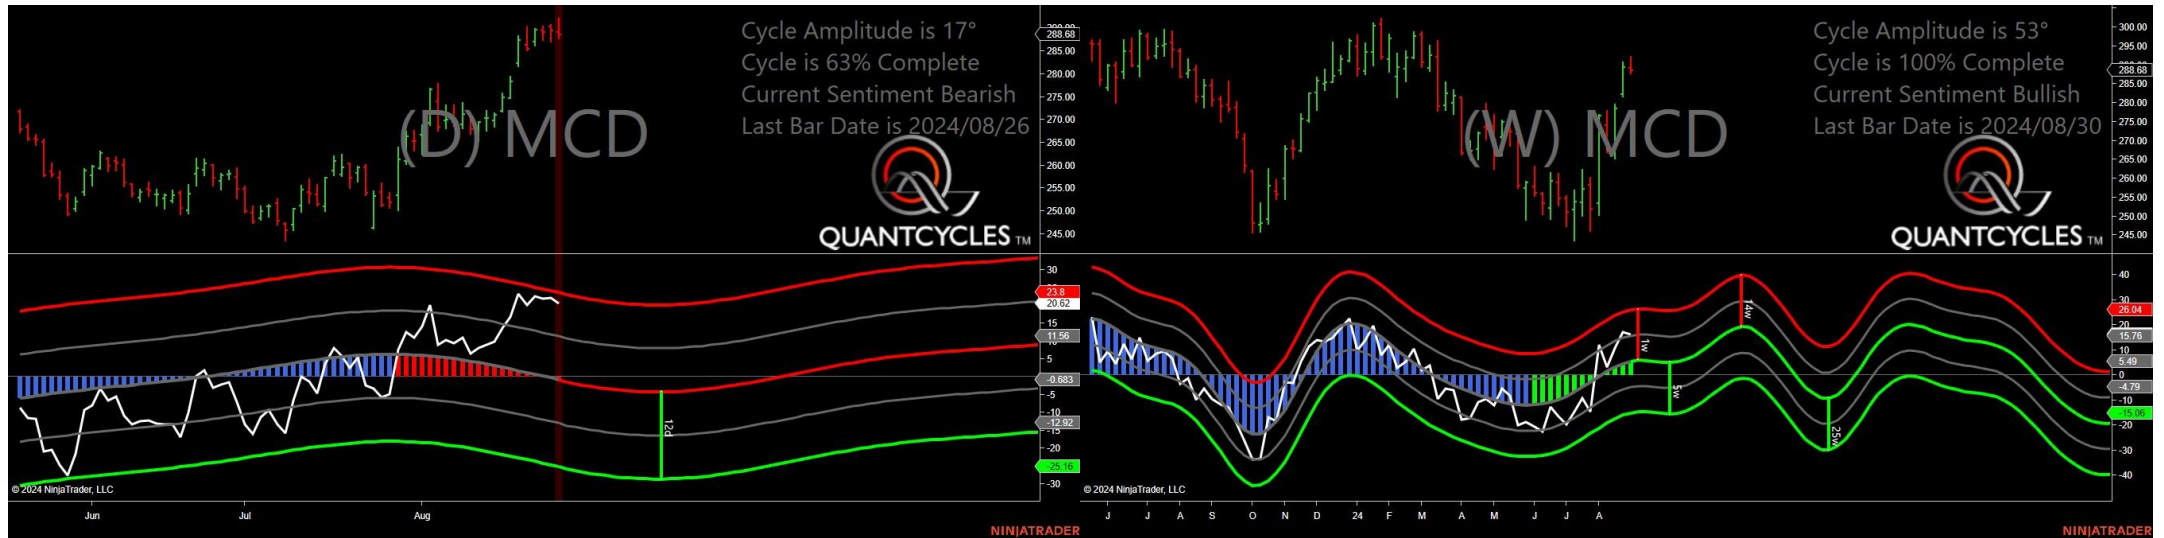 Cycle Amplitude is 17°
Cycle is 63% Complete
Current Sentiment Bearish
Last Bar Date is 2024/08/26
(D) MCD
QUANTCYCLES TM
288.68
285.00
280.00
275.00
270.00
265.00
260.00
255.00
250.00
245.00
30
23.8
20.62
15
11.56
5
-0.683
-5
-10
-12.92
-15
-20
-25.16
-30
12d
© 2024 NinjaTrader, LLC
Jun
Jul
Aug
NINJATRADER
Cycle Amplitude is 53°
Cycle is 100% Complete
Current Sentiment Bullish
Last Bar Date is 2024/08/30
(W) MCD
QUANTCYCLES TM
300.00
295.00
288.68
285.00
280.00
275.00
270.00
265.00
260.00
255.00
250.00
245.00
40
30
26.04
20
15.76
10
5.49
0
-4.79
-10
-15.06
-20
-30
-40
1w
5w
14w
25w
© 2024 NinjaTrader, LLC
J J A S O N D 24 F M A M J J A
NINJATRADER